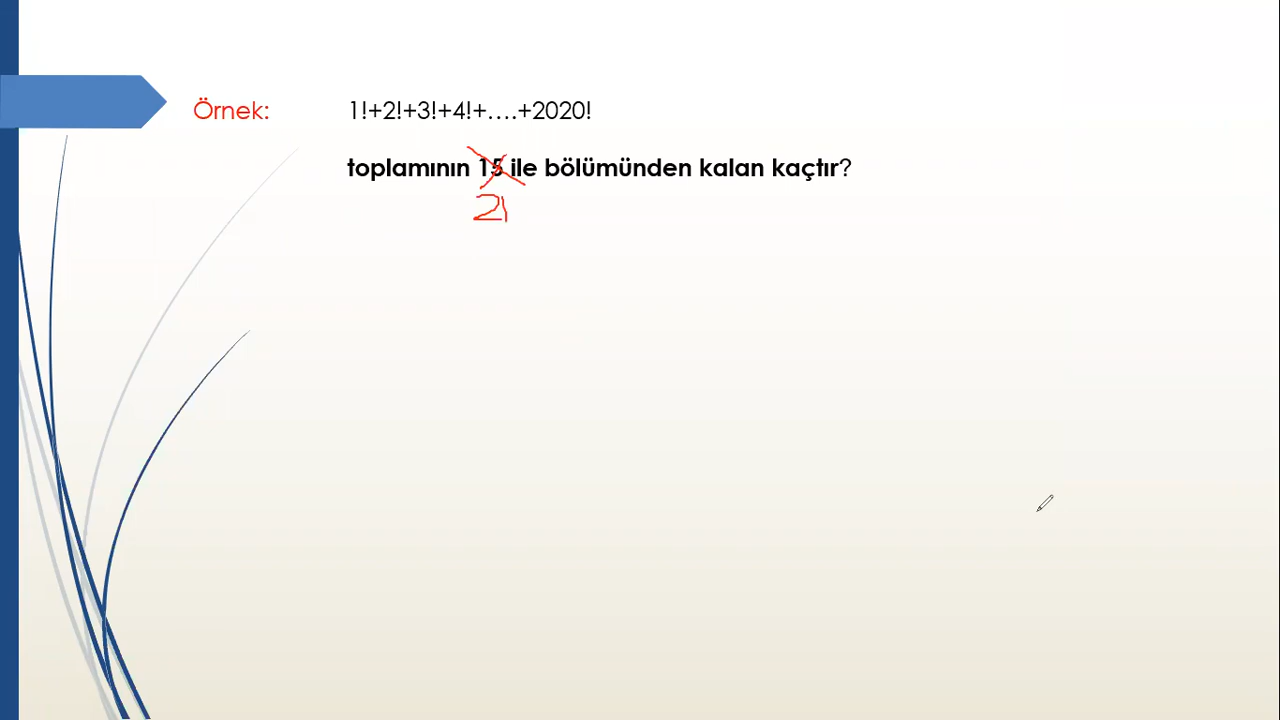 Örnek: 1!+2!+3!+4!+....+2020!
toplamının 15 ile bölümünden kalan kaçtır?
21